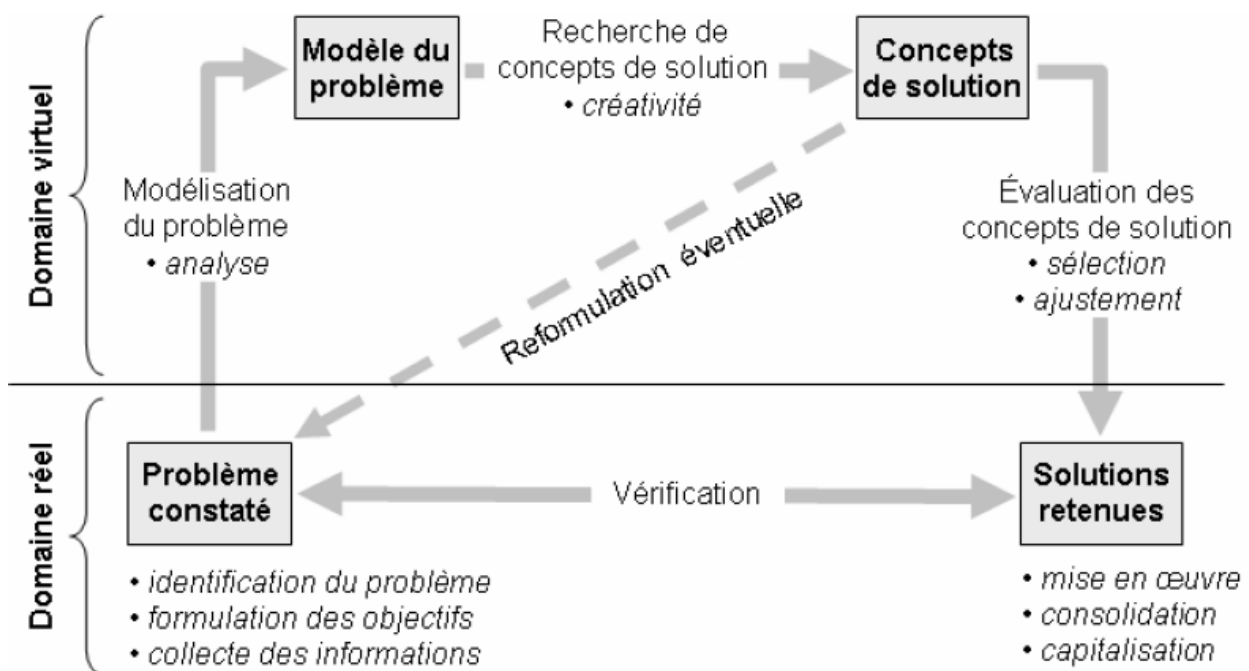 Domaine virtuel
Modèle du
problème
Recherche de
concepts de solution
• créativité
Concepts
de solution
Modélisation
du problème
• analyse
Reformulation éventuelle
Évaluation des
concepts de solution
• sélection
• ajustement
Domaine réel
Problème
constaté
Vérification
Solutions
retenues
• identification du problème
• formulation des objectifs
• collecte des informations
• mise en œuvre
• consolidation
• capitalisation